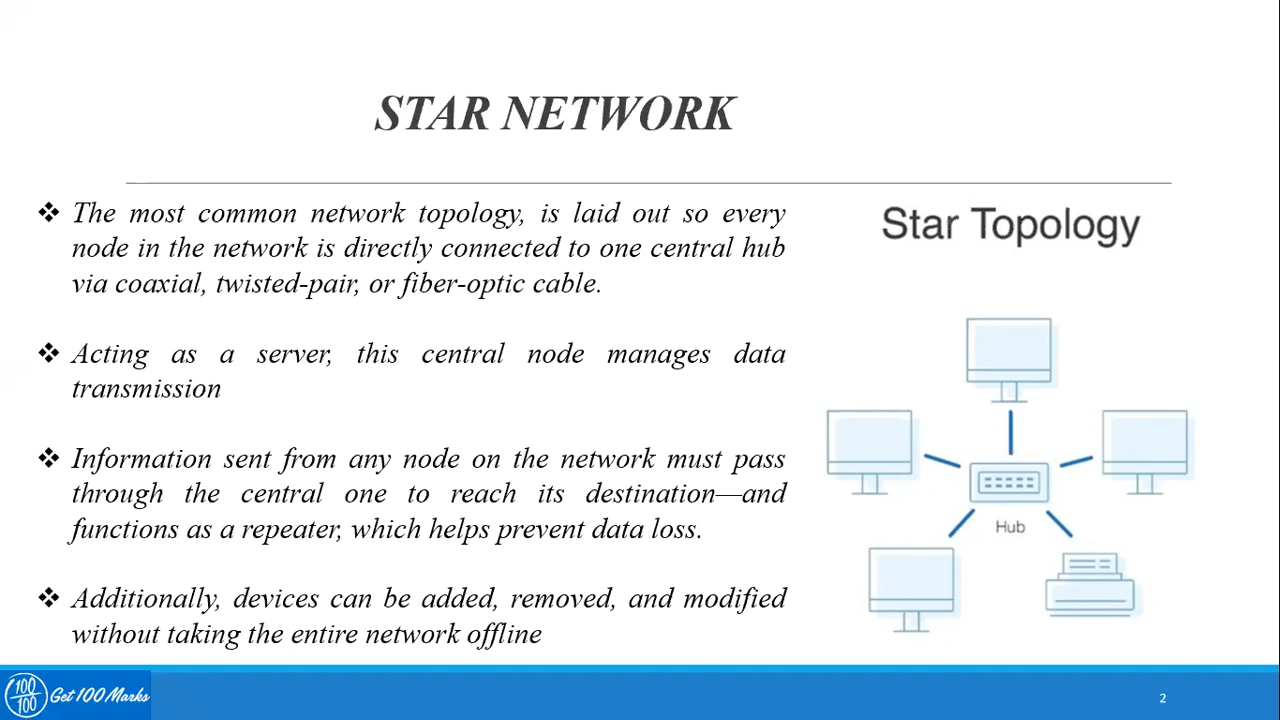 STAR NETWORK
❖ The most common network topology, is laid out so every
node in the network is directly connected to one central hub
via coaxial, twisted-pair, or fiber-optic cable.
❖ Acting as a server, this central node manages data
transmission
❖ Information sent from any node on the network must pass
through the central one to reach its destination—and
functions as a repeater, which helps prevent data loss.
❖ Additionally, devices can be added, removed, and modified
without taking the entire network offline
Star Topology
Hub
100
100
Get 100 Marks
2